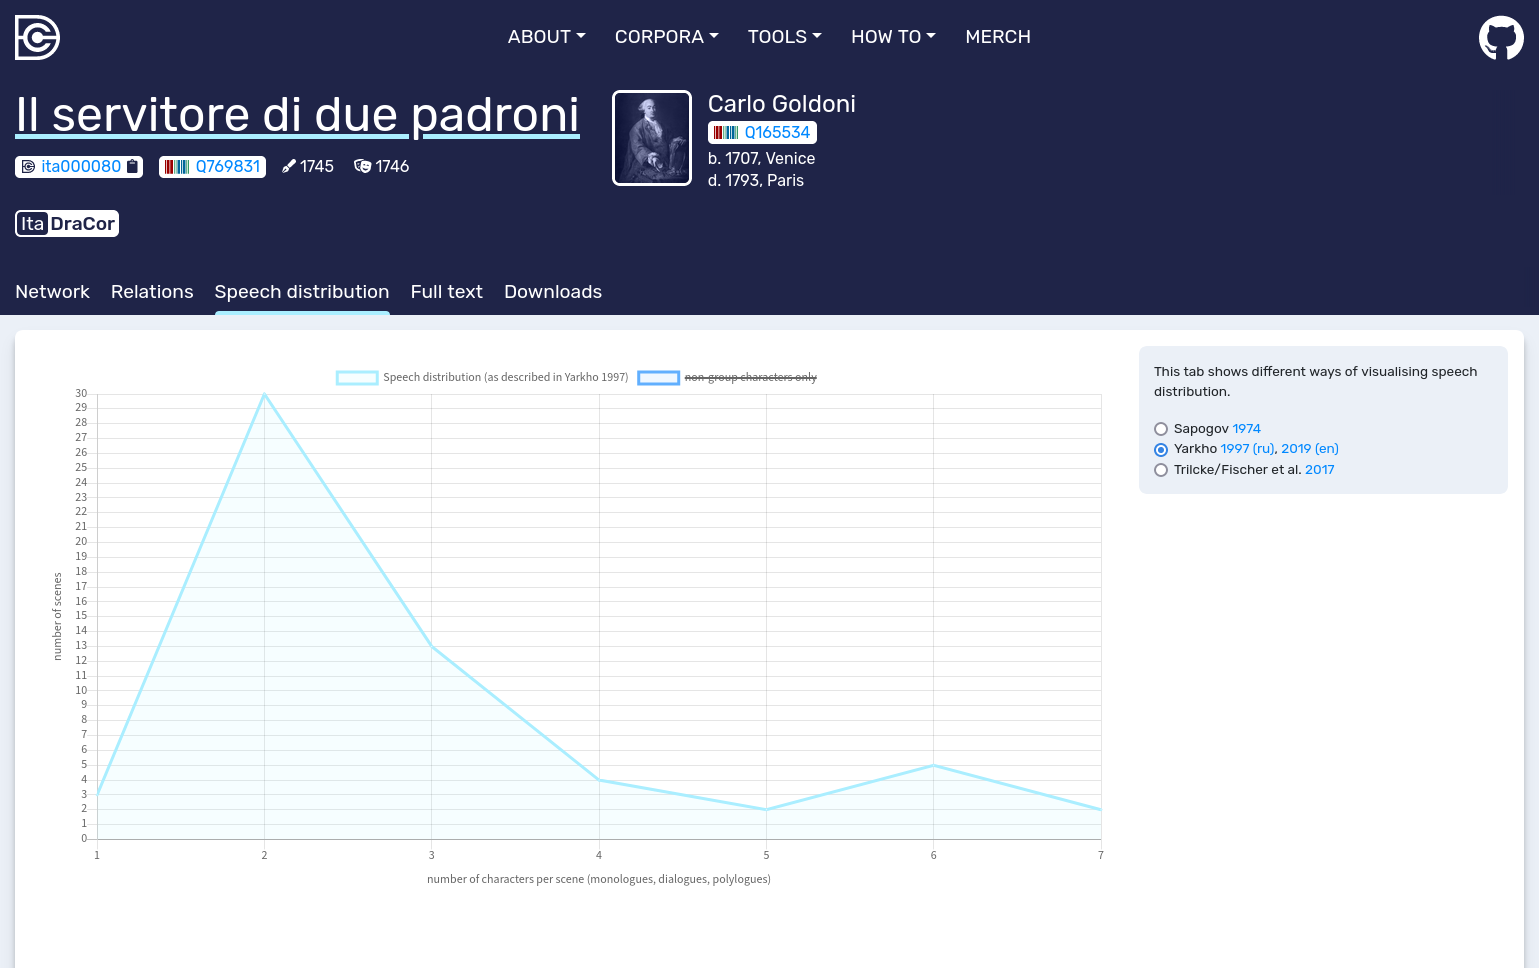 ABOUT CORPORA TOOLS HOW TO MERCH
Il servitore di due padroni
ita000080 Q769831 1745 1746
Carlo Goldoni
Q165534
b. 1707, Venice
d. 1793, Paris
Ita DraCor
Network Relations Speech distribution Full text Downloads
Speech distribution (as described in Yarkho 1997) non-group characters only
30
29
28
27
26
25
24
23
22
21
20
19
18
17
16
15
14
13
12
11
10
9
8
7
6
5
4
3
2
1
0
number of scenes
1 2 3 4 5 6 7
number of characters per scene (monologues, dialogues, polylogues)
This tab shows different ways of visualising speech
distribution.
Sapogov 1974
Yarkho 1997 (ru), 2019 (en)
Trilcke/Fischer et al. 2017